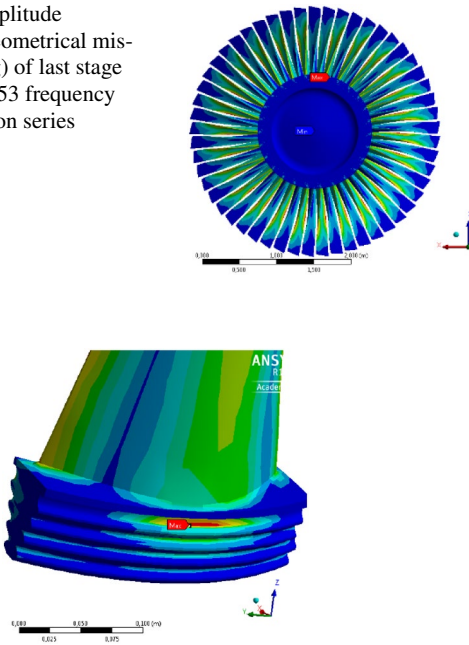 plitude
ometrical mis-
g) of last stage
53 frequency
on series
Max
Min
0,000 1,000 2,000 (m)
0,500 1,500
X
ANSY
R1
Acade
Max
Z
Y
X
0,000 0,050 0,100 (m)
0,025 0,075